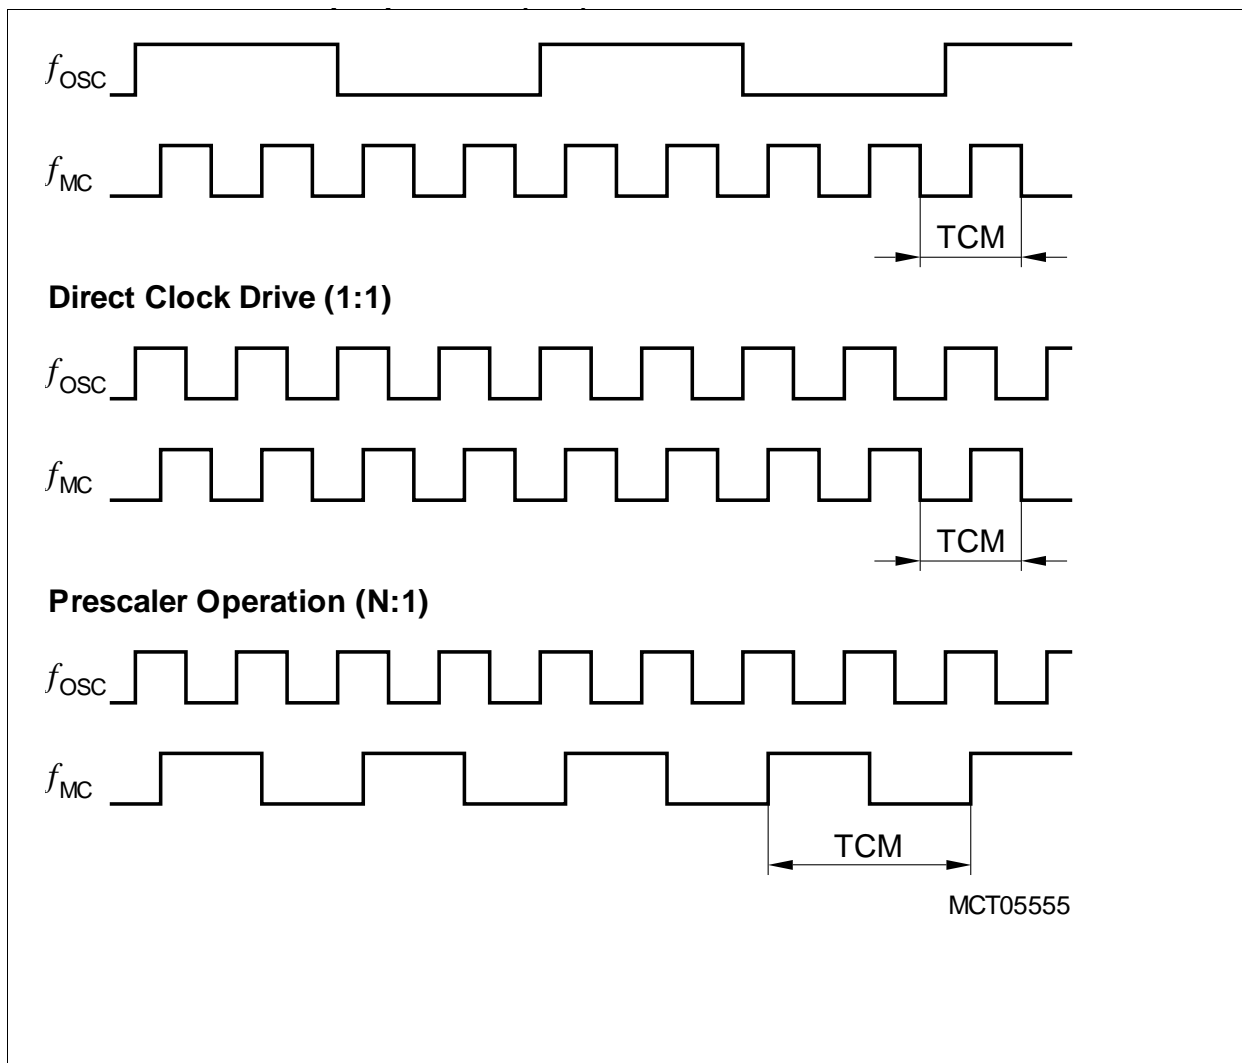 fOSC
fMC
TCM
Direct Clock Drive (1:1)
fOSC
fMC
TCM
Prescaler Operation (N:1)
fOSC
fMC
TCM
MCT05555